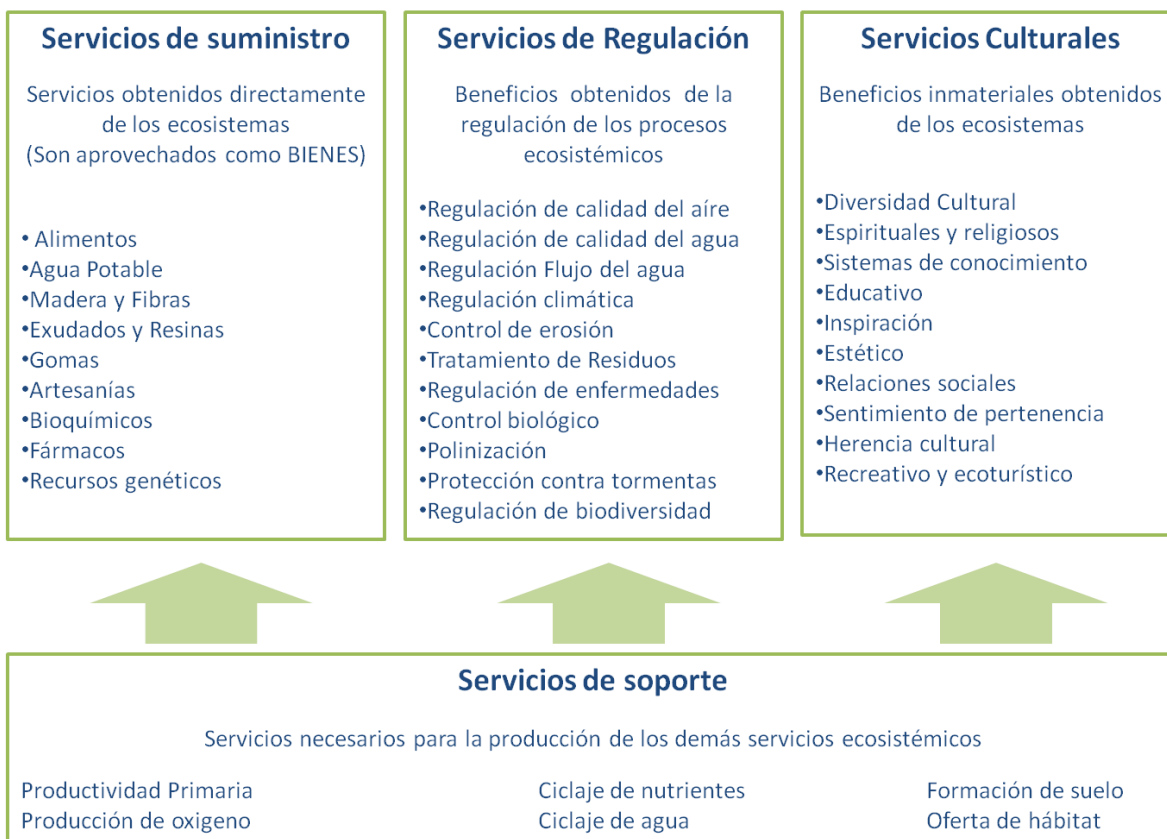 Servicios de suministro
Servicios obtenidos directamente
de los ecosistemas
(Son aprovechados como BIENES)
• Alimentos
•Agua Potable
•Madera y Fibras
•Exudados y Resinas
•Gomas
•Artesanías
•Bioquímicos
•Fármacos
•Recursos genéticos
Servicios de Regulación
Beneficios obtenidos de la
regulación de los procesos
ecosistémicos
•Regulación de calidad del aíre
•Regulación de calidad del agua
•Regulación Flujo del agua
•Regulación climática
•Control de erosión
•Tratamiento de Residuos
•Regulación de enfermedades
•Control biológico
•Polinización
•Protección contra tormentas
•Regulación de biodiversidad
Servicios Culturales
Beneficios inmateriales obtenidos
de los ecosistemas
•Diversidad Cultural
•Espirituales y religiosos
•Sistemas de conocimiento
•Educativo
•Inspiración
•Estético
•Relaciones sociales
•Sentimiento de pertenencia
•Herencia cultural
•Recreativo y ecoturístico
Servicios de soporte
Servicios necesarios para la producción de los demás servicios ecosistémicos
Productividad Primaria
Producción de oxigeno
Ciclaje de nutrientes
Ciclaje de agua
Formación de suelo
Oferta de hábitat